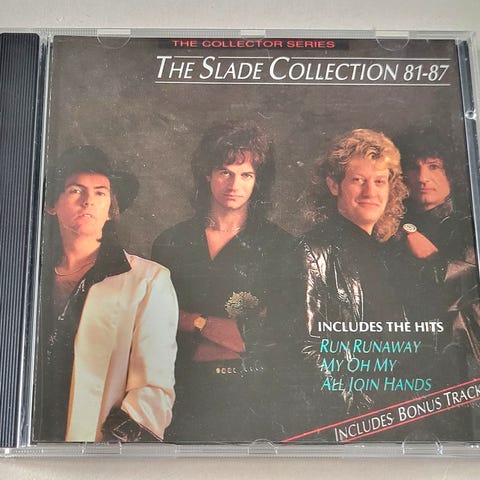 THE COLLECTOR SERIES
THE SLADE COLLECTION 81-87
INCLUDES THE HITS
RUN RUNAWAY
MY OH MY
ALL JOIN HANDS
INCLUDES BONUS TRACK